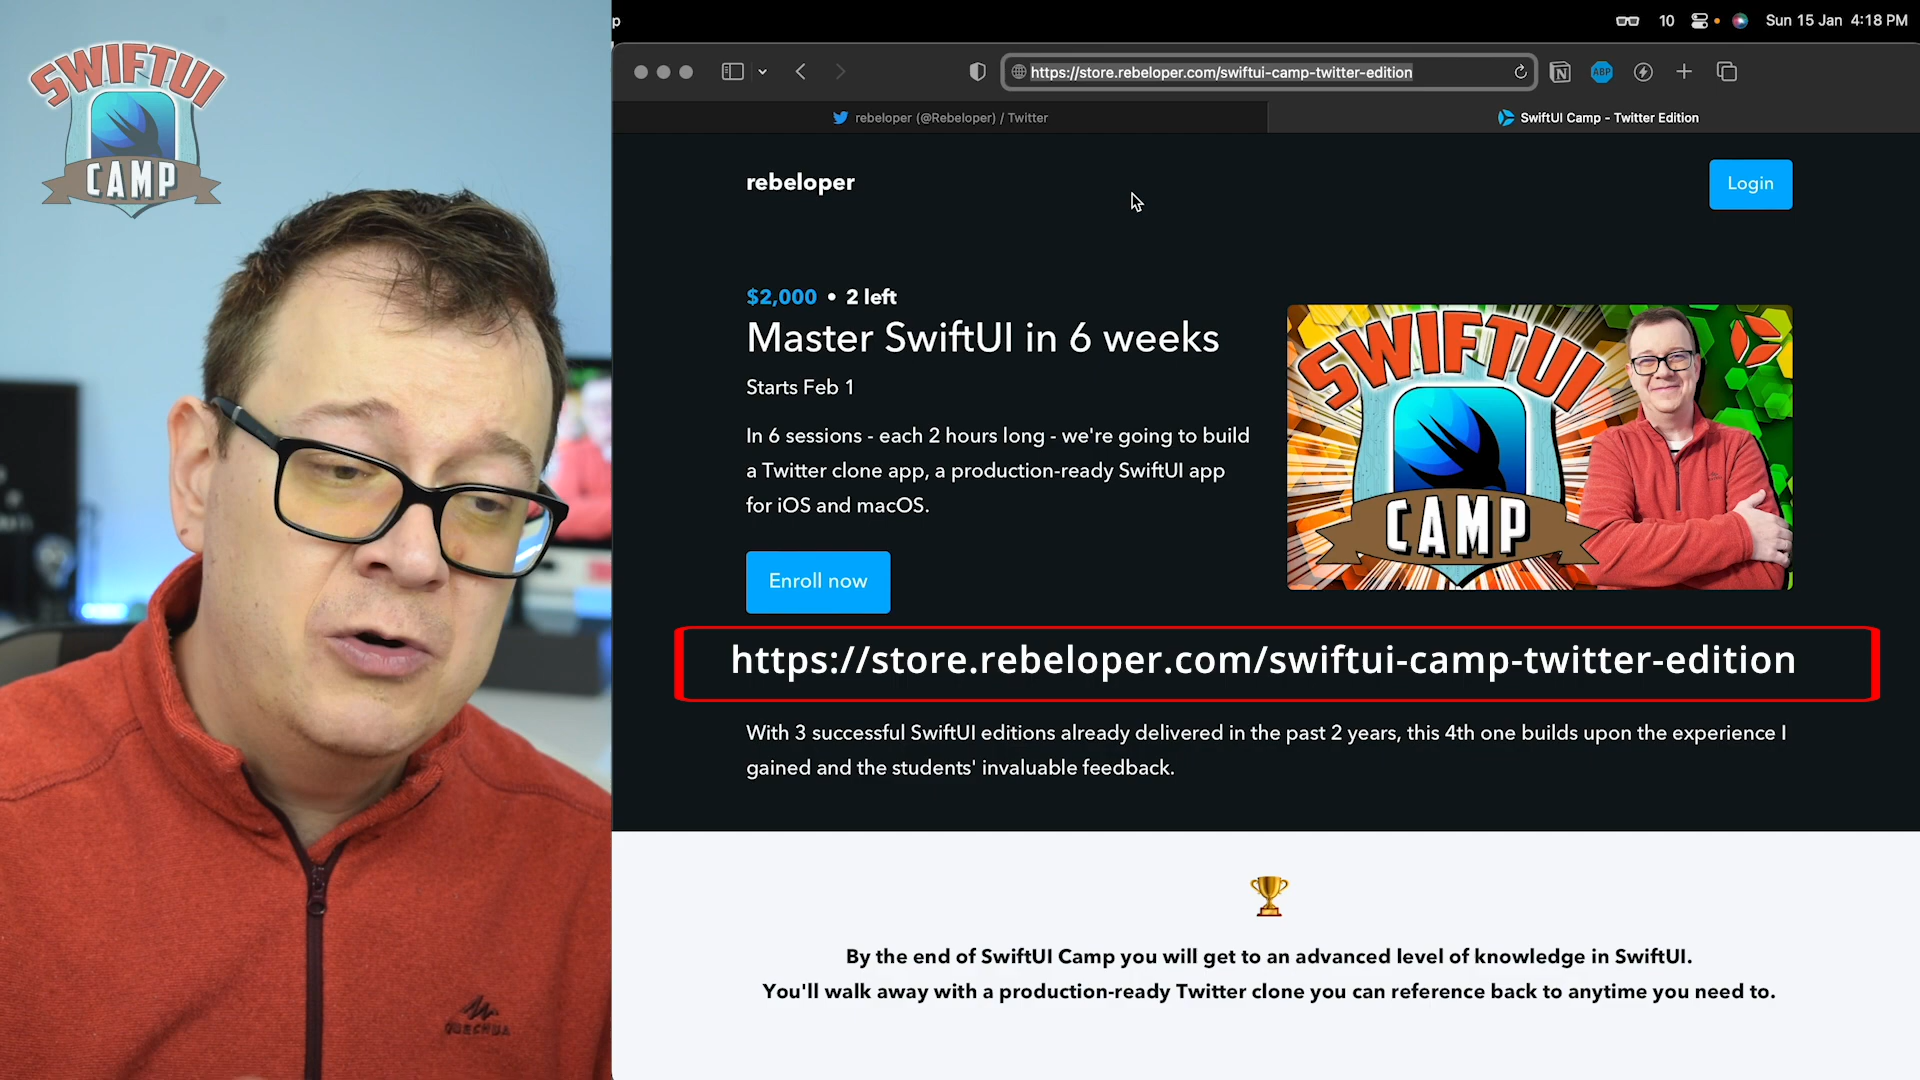 SWIFTUI
CAMP
10
Sun 15 Jan 4:18 PM
https://store.rebeloper.com/swiftui-camp-twitter-edition
ABP
rebeloper (@Rebeloper) / Twitter
SwiftUI Camp - Twitter Edition
rebeloper
Login
$2,000 • 2 left
Master SwiftUI in 6 weeks
Starts Feb 1
In 6 sessions - each 2 hours long - we're going to build
a Twitter clone app, a production-ready SwiftUI app
for iOS and macOS.
Enroll now
SWIFTUI
CAMP
https://store.rebeloper.com/swiftui-camp-twitter-edition
With 3 successful SwiftUI editions already delivered in the past 2 years, this 4th one builds upon the experience I
gained and the students' invaluable feedback.
By the end of SwiftUI Camp you will get to an advanced level of knowledge in SwiftUI.
You'll walk away with a production-ready Twitter clone you can reference back to anytime you need to.
QUECHUA